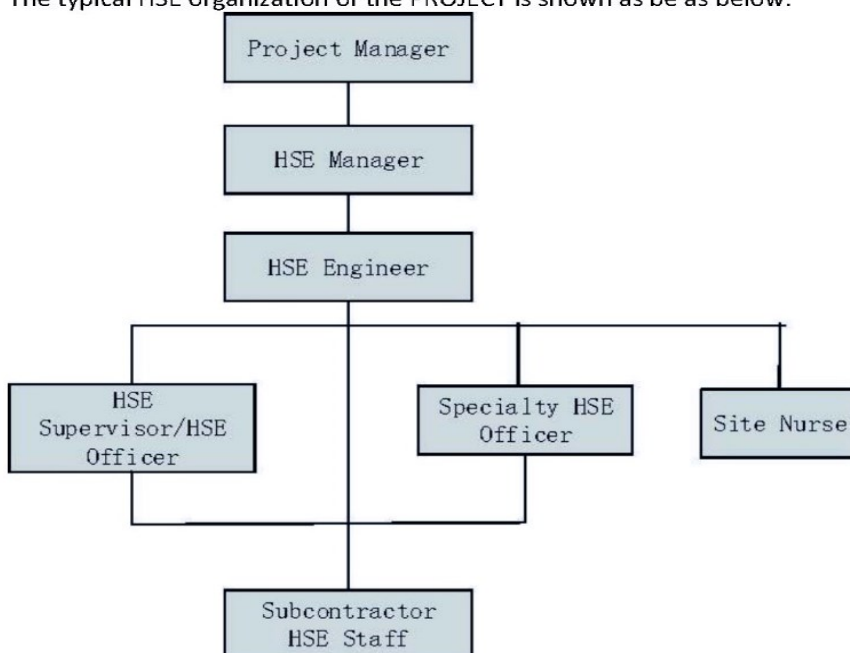 The typical HSE organization of the PROJECT is shown as be as below:
Project Manager
HSE Manager
HSE Engineer
HSE
Supervisor/HSE
Officer
Specialty HSE
Officer
Site Nurse
Subcontractor
HSE Staff